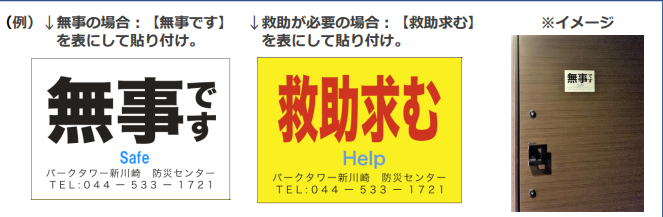 (例)↓無事の場合：【無事です】
を表にして貼り付け。
↓救助が必要の場合：【救助求む】
を表にして貼り付け。
※イメージ
無事です
Safe
パークタワー新川崎　防災センター
TEL:044－533－1721
救助求む
Help
パークタワー新川崎　防災センター
TEL:044－533－1721
無事です